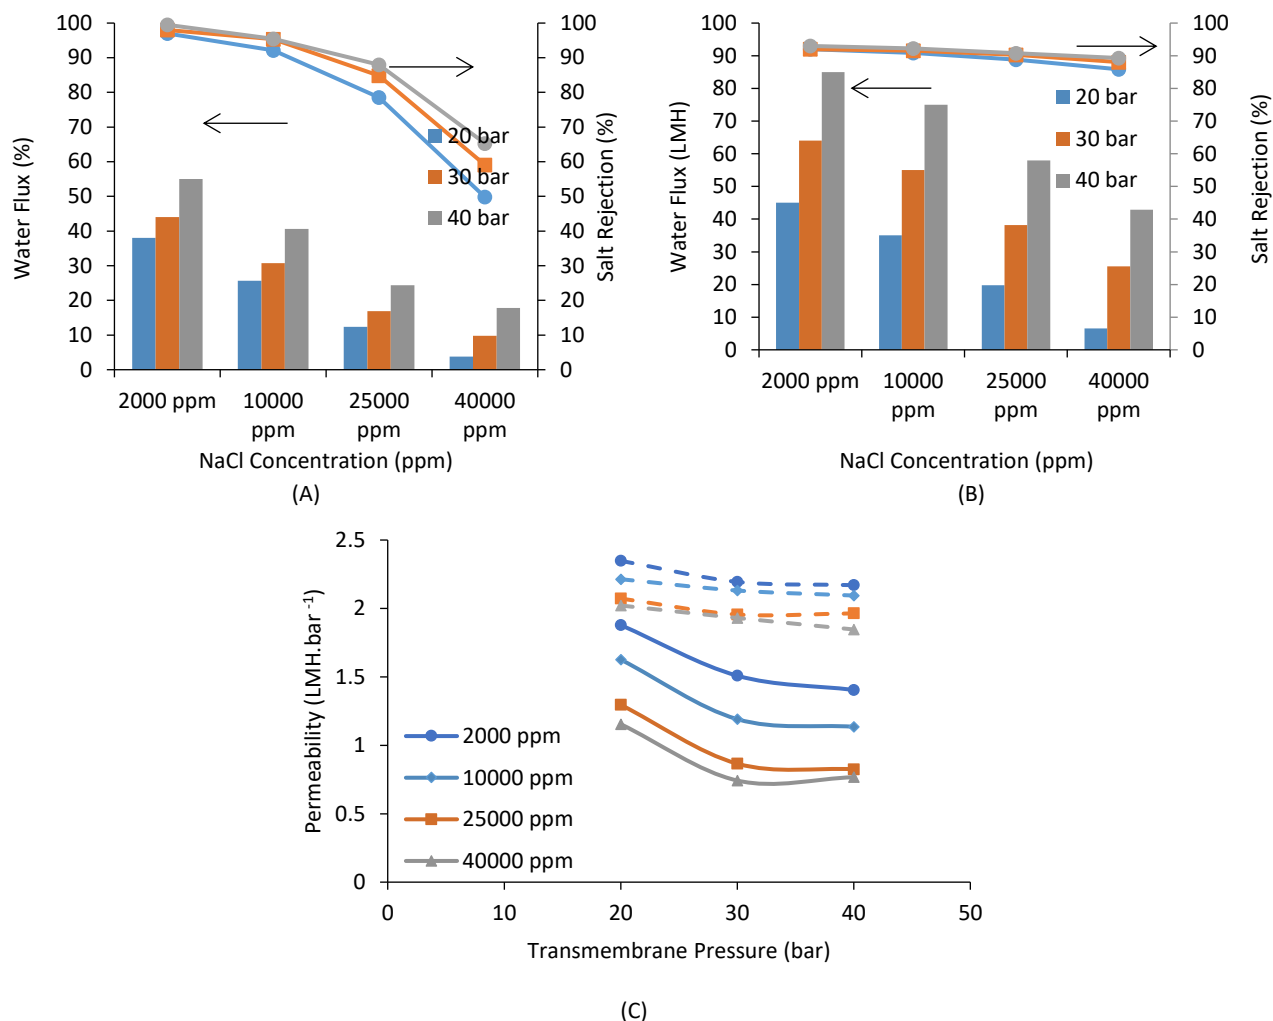 100
90
80
70
60
50
40
30
20
10
0
Water Flux (%)
100
90
80
70
60
50
40
30
20
10
0
Salt Rejection (%)
20 bar
30 bar
40 bar
2000 ppm
10000
ppm
25000
ppm
40000
ppm
NaCl Concentration (ppm)
(A)
100
90
80
70
60
50
40
30
20
10
0
Water Flux (LMH)
100
90
80
70
60
50
40
30
20
10
0
Salt Rejection (%)
20 bar
30 bar
40 bar
2000 ppm
10000
ppm
25000
ppm
40000
ppm
NaCl Concentration (ppm)
(B)
2.5
2
1.5
1
0.5
0
Permeability (LMH.bar ⁻¹)
2000 ppm
10000 ppm
25000 ppm
40000 ppm
0
10
20
30
40
50
Transmembrane Pressure (bar)
(C)